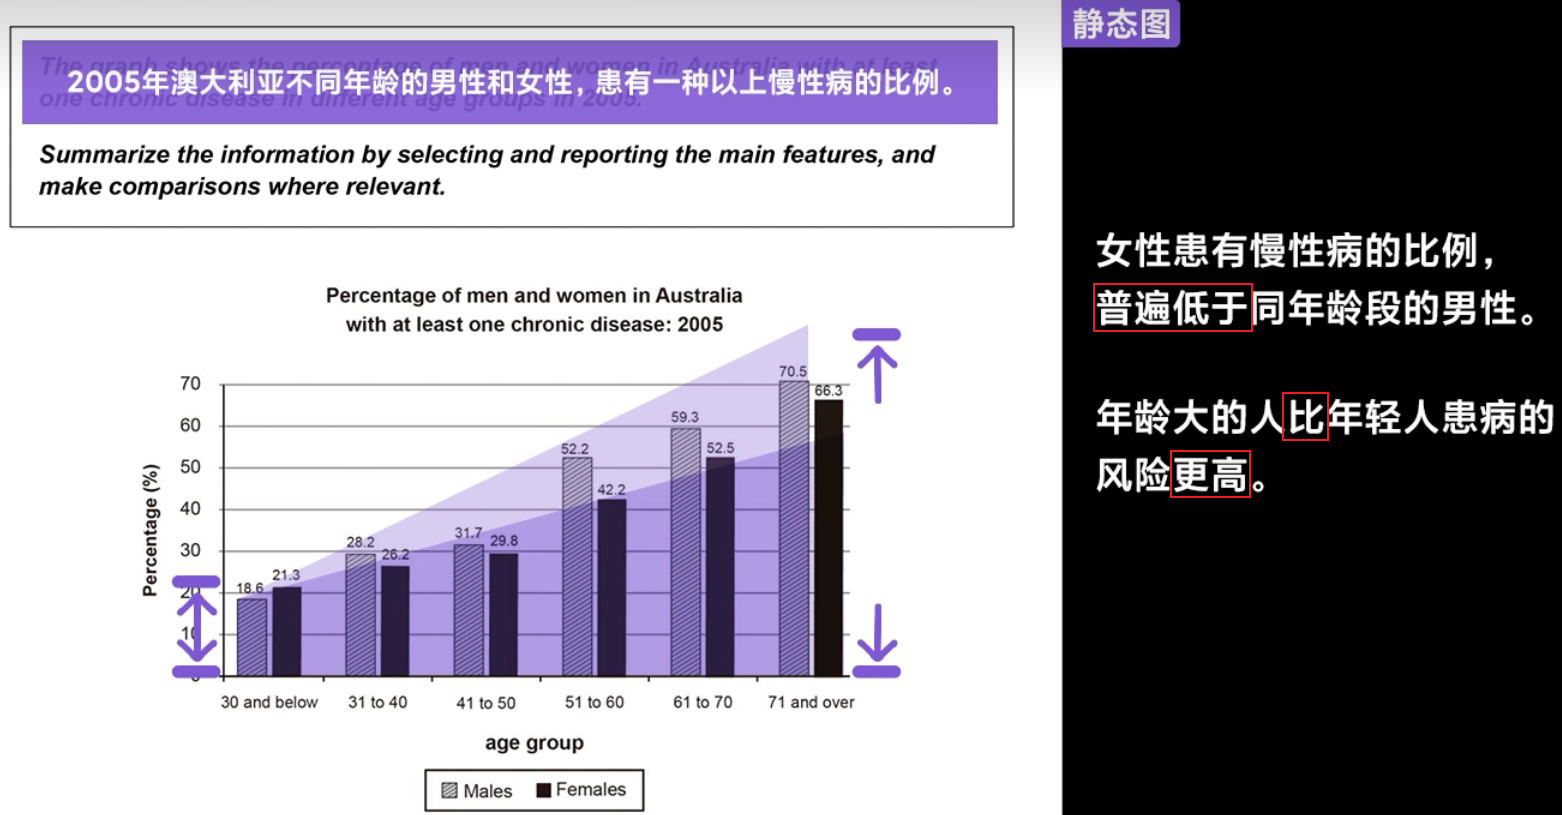 The graph shows the percentage of men and women in Australia with at least
one chronic disease in different age groups in 2005.
2005年澳大利亚不同年龄的男性和女性，患有一种以上慢性病的比例。
Summarize the information by selecting and reporting the main features, and
make comparisons where relevant.
Percentage of men and women in Australia
with at least one chronic disease: 2005
Percentage (%)
70
60
50
40
30
20
10
0
18.6
21.3
28.2
26.2
31.7
29.8
52.2
42.2
59.3
52.5
70.5
66.3
30 and below
31 to 40
41 to 50
51 to 60
61 to 70
71 and over
age group
Males
Females
静态图
女性患有慢性病的比例，
普遍低于同年龄段的男性。
年龄大的人比年轻人患病的
风险更高。